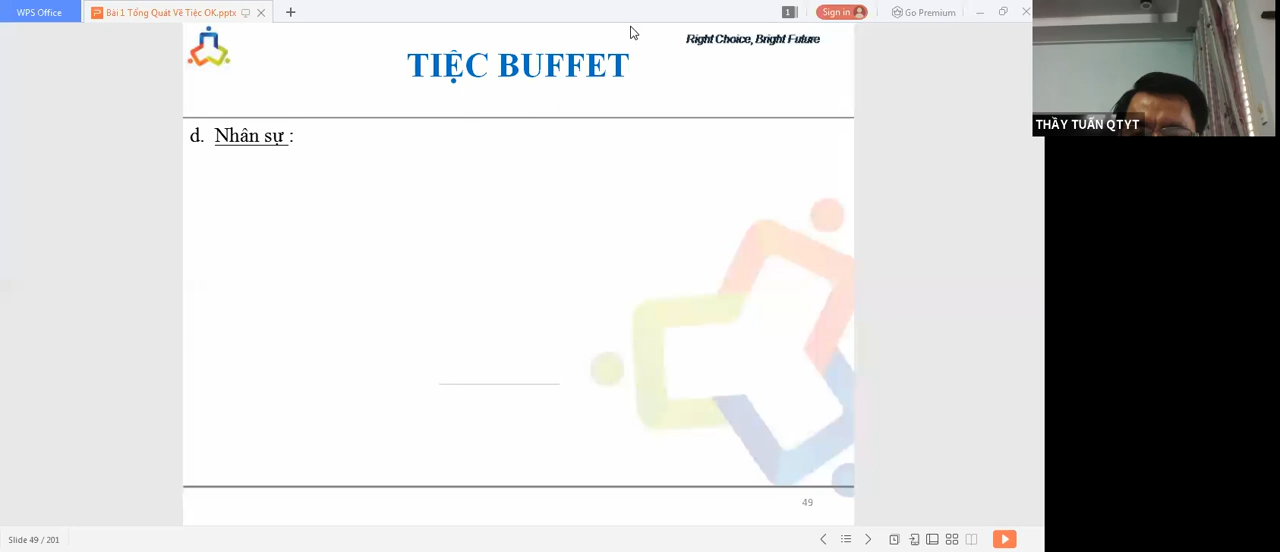 WPS Office
Bài 1 Tổng Quát Về Tiệc OK.pptx
1
Sign in
Go Premium
Right Choice, Bright Future
TIỆC BUFFET
THẦY TUẤN QTYT
d. Nhân sự :
49
Slide 49 / 201